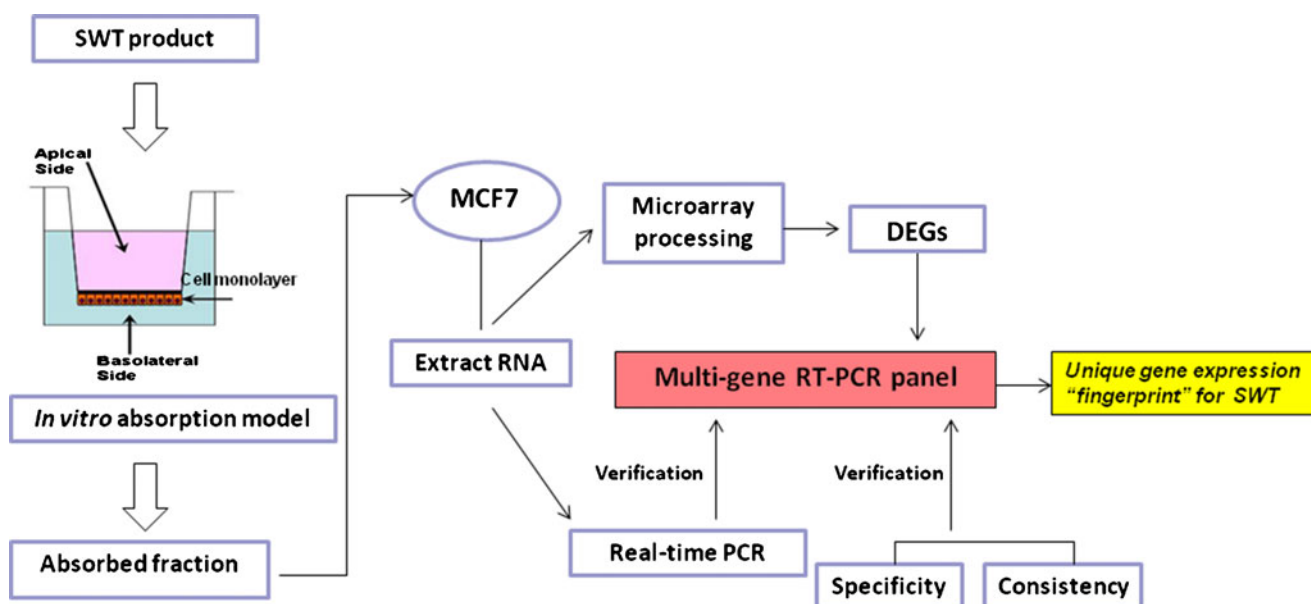 SWT product
Apical
Side
Cell monolayer
Basolateral
Side
In vitro absorption model
Absorbed fraction
MCF7
Extract RNA
Microarray
processing
DEGs
Multi-gene RT-PCR panel
Unique gene expression
“fingerprint” for SWT
Verification
Verification
Real-time PCR
Specificity
Consistency